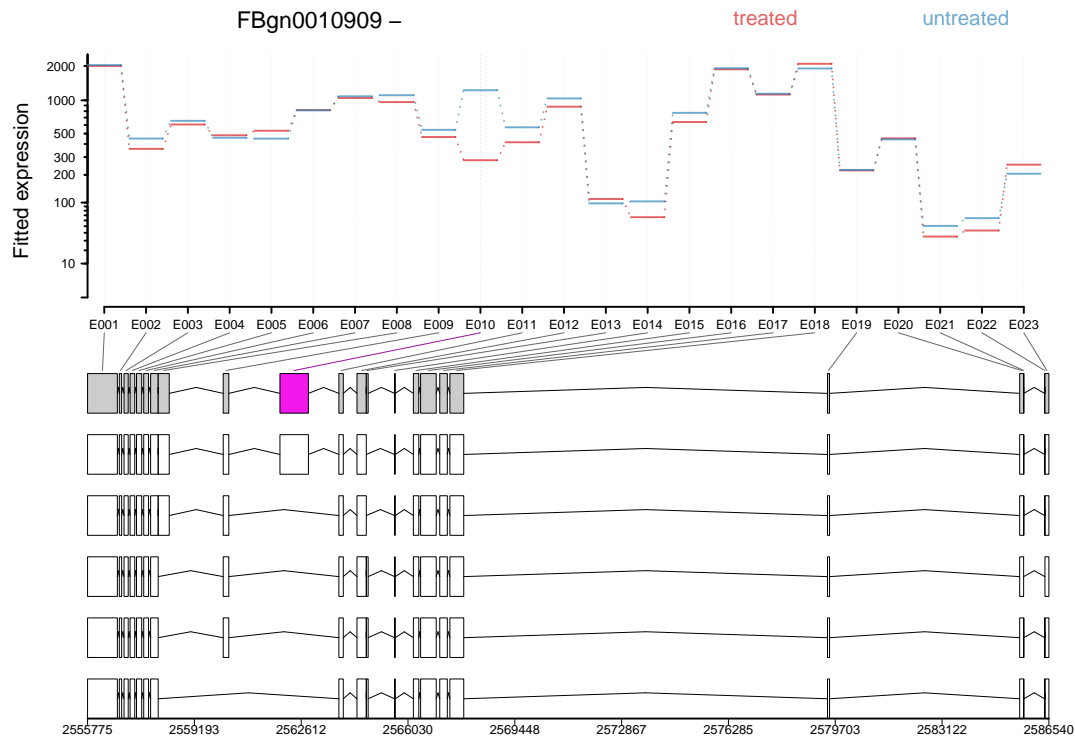 FBgn0010909 – treated untreated
2000
1000
500
300
200
100
10
Fitted expression
E001 E002 E003 E004 E005 E006 E007 E008 E009 E010 E011 E012 E013 E014 E015 E016 E017 E018 E019 E020 E021 E022 E023
2555775 2559193 2562612 2566030 2569448 2572867 2576285 2579703 2583122 2586540